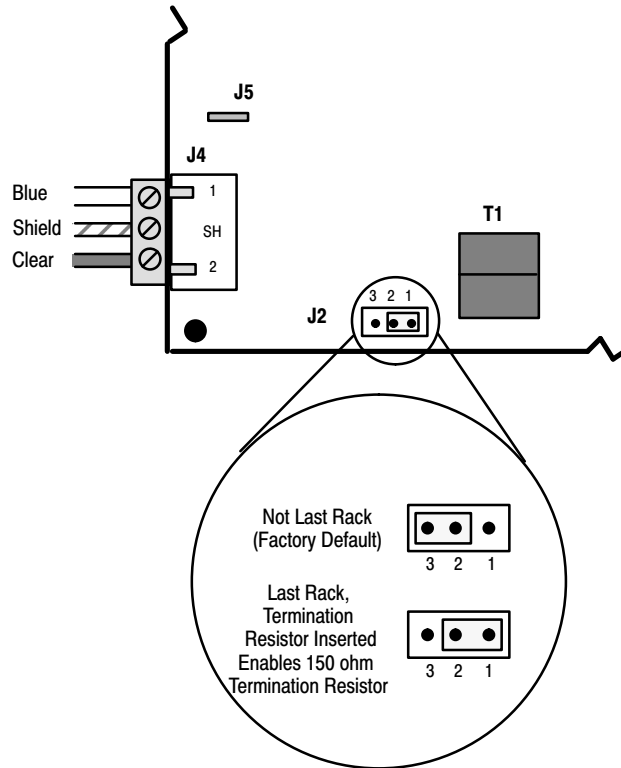 J5
J4
Blue
1
Shield
SH
Clear
2
T1
3 2 1
J2
Not Last Rack
(Factory Default)
3 2 1
Last Rack,
Termination
Resistor Inserted
Enables 150 ohm
Termination Resistor
3 2 1